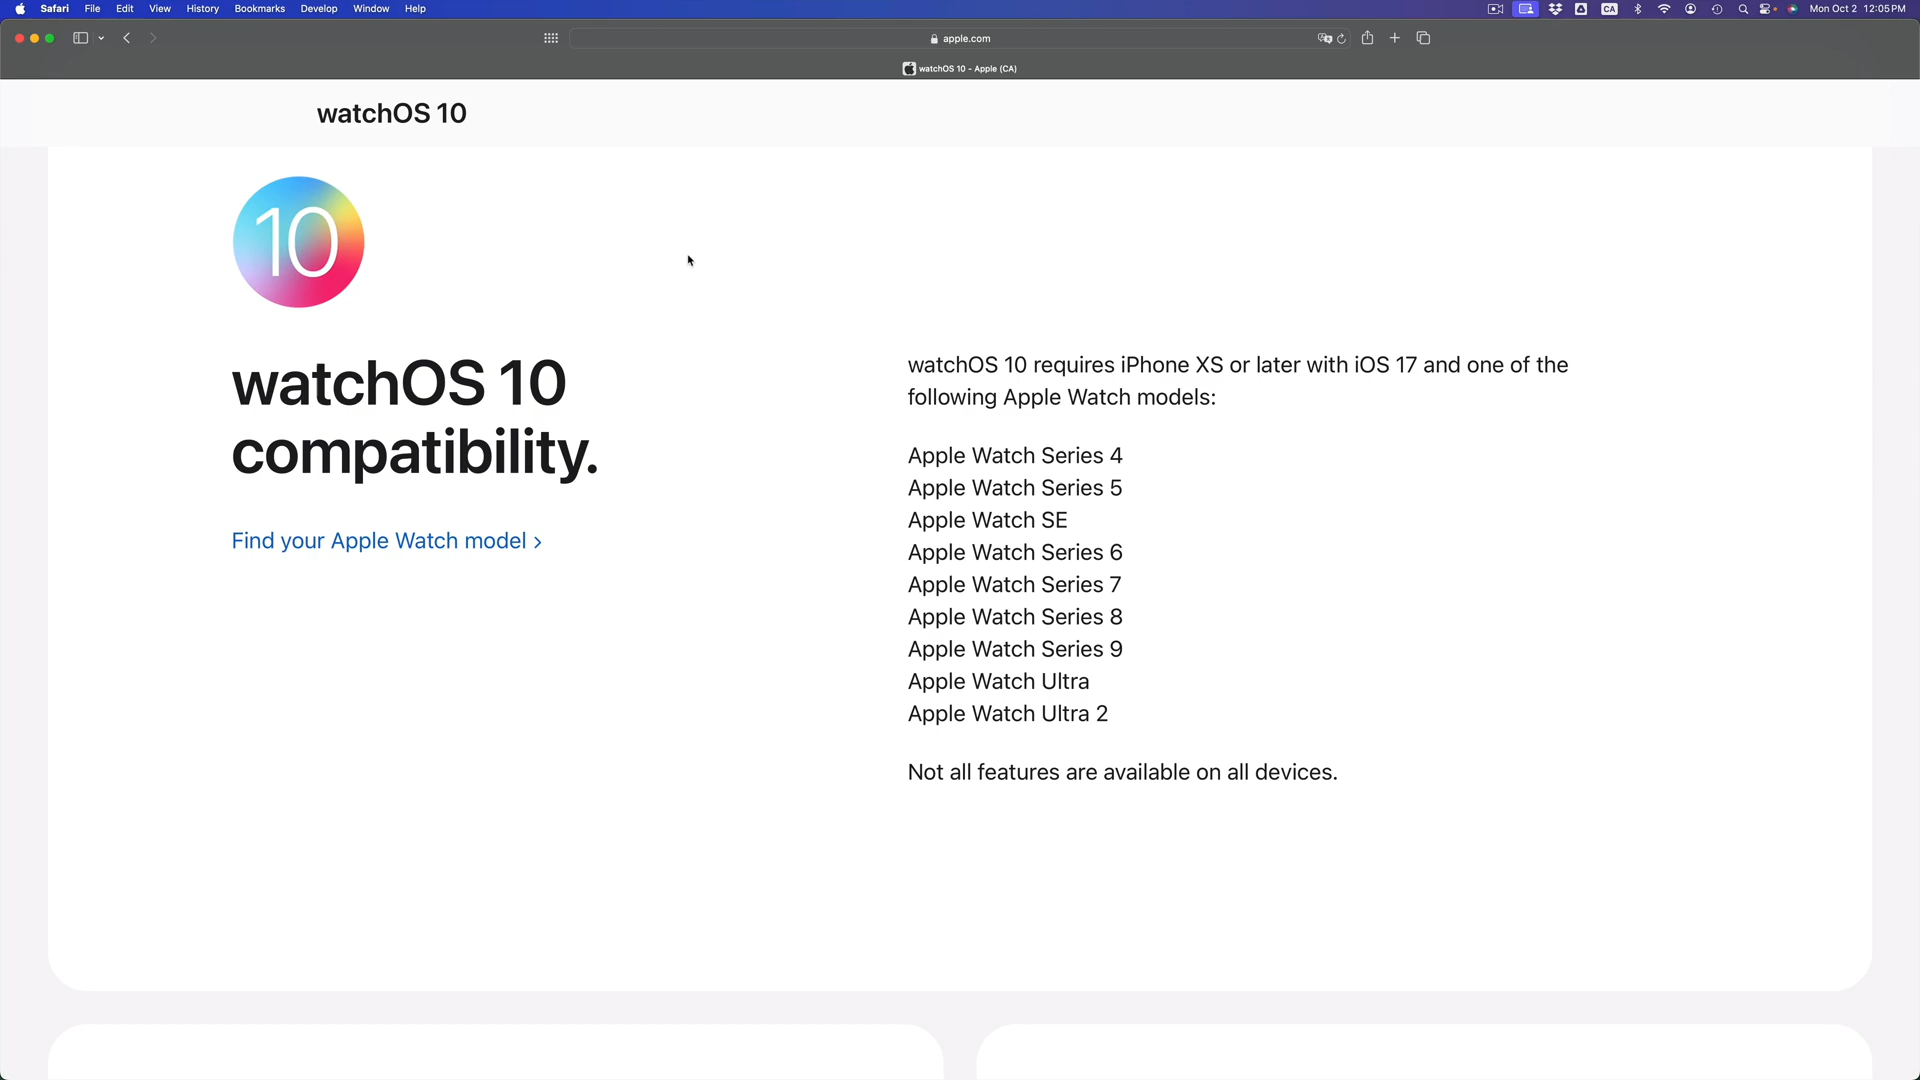 Safari File Edit View History Bookmarks Develop Window Help
CA
Mon Oct 2 12:05 PM
apple.com
watchOS 10 - Apple (CA)
watchOS 10
10
watchOS 10
compatibility.
Find your Apple Watch model ›
watchOS 10 requires iPhone XS or later with iOS 17 and one of the
following Apple Watch models:
Apple Watch Series 4
Apple Watch Series 5
Apple Watch SE
Apple Watch Series 6
Apple Watch Series 7
Apple Watch Series 8
Apple Watch Series 9
Apple Watch Ultra
Apple Watch Ultra 2
Not all features are available on all devices.